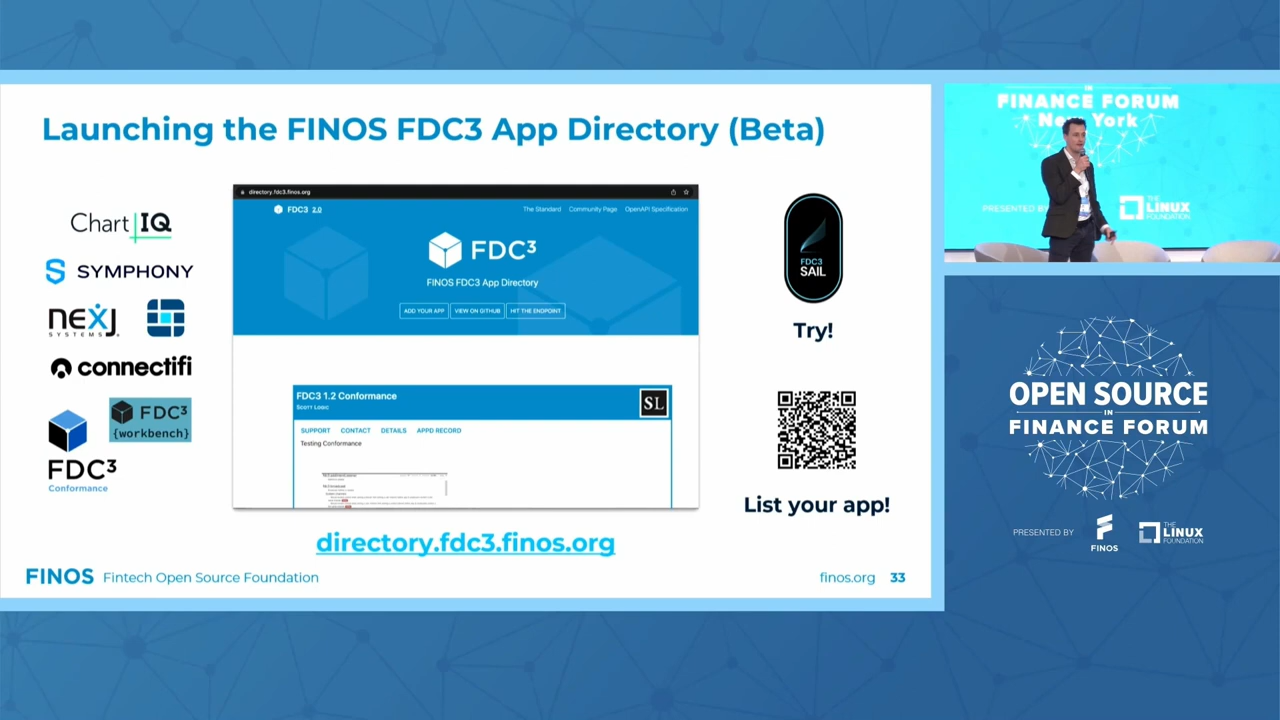 Launching the FINOS FDC3 App Directory (Beta)
Chart IQ
SYMPHONY
NEXJ
SYSTEMS
connectifi
FDC³
{workbench}
FDC³
Conformance
directory.fdc3.finos.org
FDC3 2.0
The Standard Community Page OpenAPI Specification
FDC³
FINOS FDC3 App Directory
ADD YOUR APP VIEW ON GITHUB HIT THE ENDPOINT
FDC3 1.2 Conformance
SCOTT LOGIC
SL
SUPPORT CONTACT DETAILS APPD RECORD
Testing Conformance
directory.fdc3.finos.org
FDC3
SAIL
Try!
List your app!
FINOS Fintech Open Source Foundation
finos.org 33
IN
FINANCE FORUM
New York
PRESENTED B
THE
LINUX
FOUNDATION
OPEN SOURCE
IN
FINANCE FORUM
PRESENTED BY
FINOS
THE
LINUX
FOUNDATION